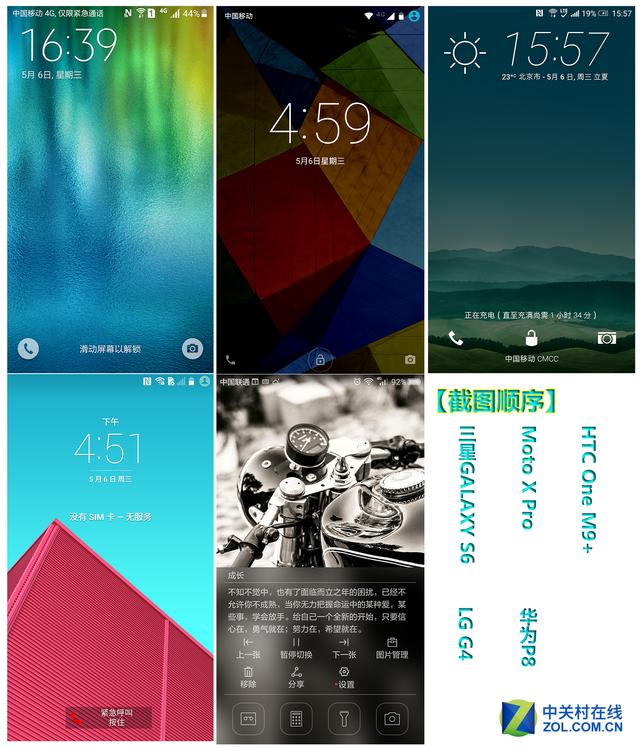 中国移动 4G, 仅限紧急通话
4G
44%
16:39
5月 6日, 星期三
滑动屏幕以解锁
中国移动
4G
4:59
5月6日星期三
19% 15:57
15:57
23°C 北京市 - 5月 6 日, 周三 立夏
正在充电 ( 直至充满尚需 1 小时 34 分 )
中国移动 CMCC
下午
4:51
5 月 6 日 周三
没有 SIM 卡 — 无服务
紧急呼叫
按住
中国联通
4G
92%
成长
不知不觉中，也有了面临而立之年的困扰，已经不
允许你不成熟，当你无力把握命运中的某种爱，某
些事，学会放手。给自己一个全新的开始，只要信
心在，勇气就在；努力在，希望就在。
上一张 暂停切换 下一张 图片管理
移除 分享 设置
【截图顺序】
三星GALAXY S6
Moto X Pro
HTC One M9+
LG G4
华为P8
中关村在线
ZOL.COM.CN